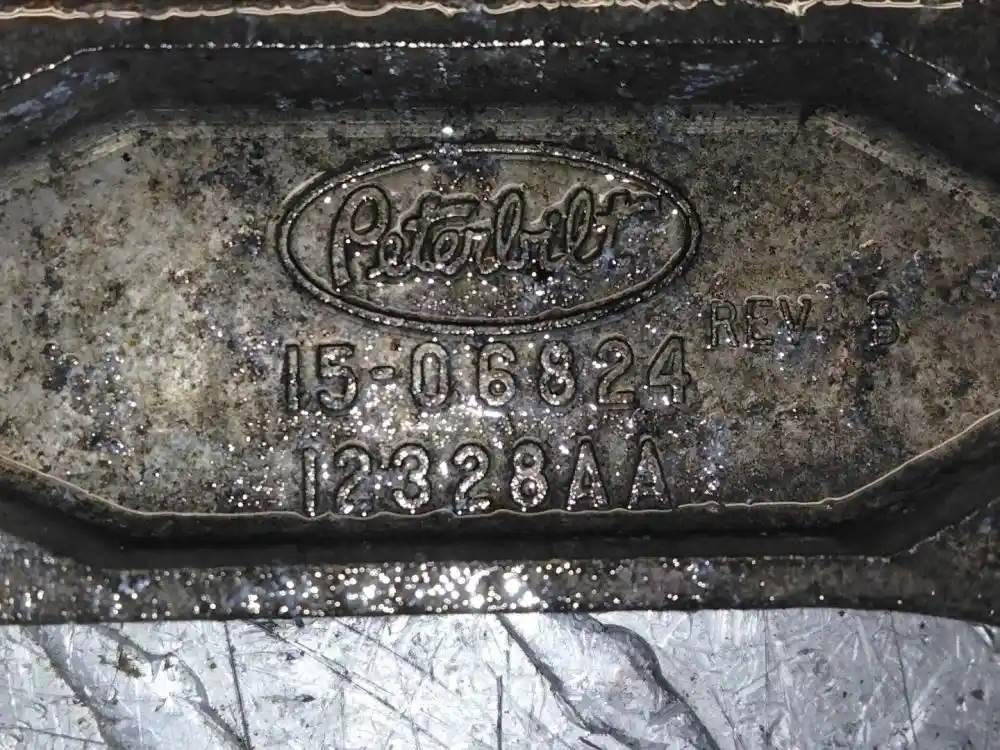 Peterbilt
REV. B
15-06824
12328AA